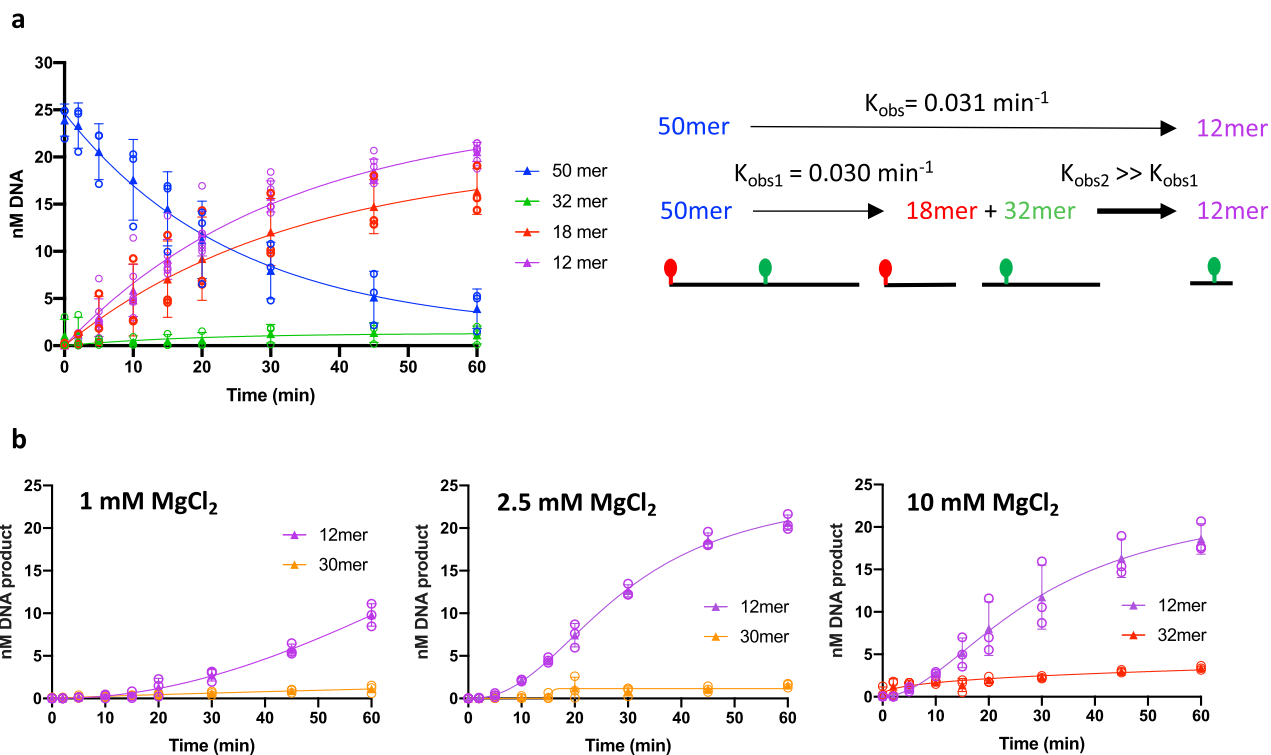 a
nM DNA
30
25
20
15
10
5
0
0 10 20 30 40 50 60
Time (min)
50 mer
32 mer
18 mer
12 mer
Kobs= 0.031 min-1
50mer 12mer
Kobs1 = 0.030 min-1 Kobs2 >> Kobs1
50mer 18mer + 32mer 12mer
b
1 mM MgCl2
nM DNA product
25
20
15
10
5
0
0 10 20 30 40 50 60
Time (min)
12mer
30mer
2.5 mM MgCl2
nM DNA product
25
20
15
10
5
0
0 10 20 30 40 50 60
Time (min)
12mer
30mer
10 mM MgCl2
nM DNA product
25
20
15
10
5
0
0 10 20 30 40 50 60
Time (min)
12mer
32mer